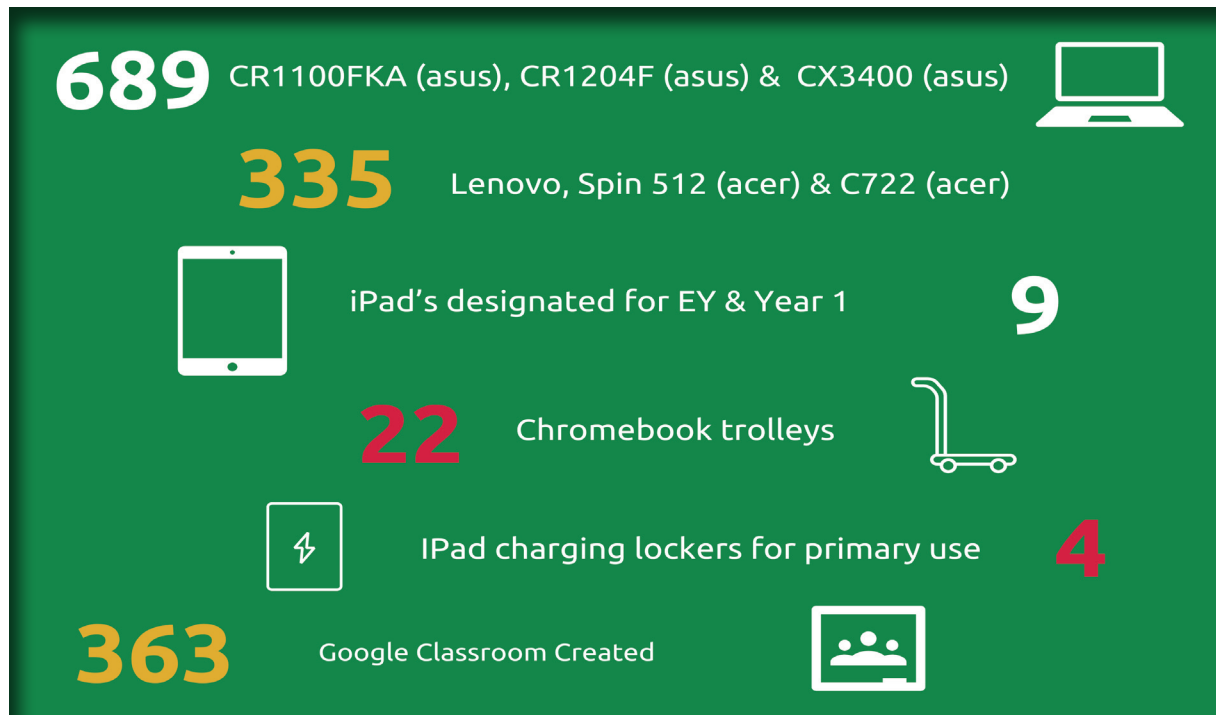 689 CR1100FKA (asus), CR1204F (asus) & CX3400 (asus)
335 Lenovo, Spin 512 (acer) & C722 (acer)
iPad’s designated for EY & Year 1 9
22 Chromebook trolleys
IPad charging lockers for primary use 4
363 Google Classroom Created